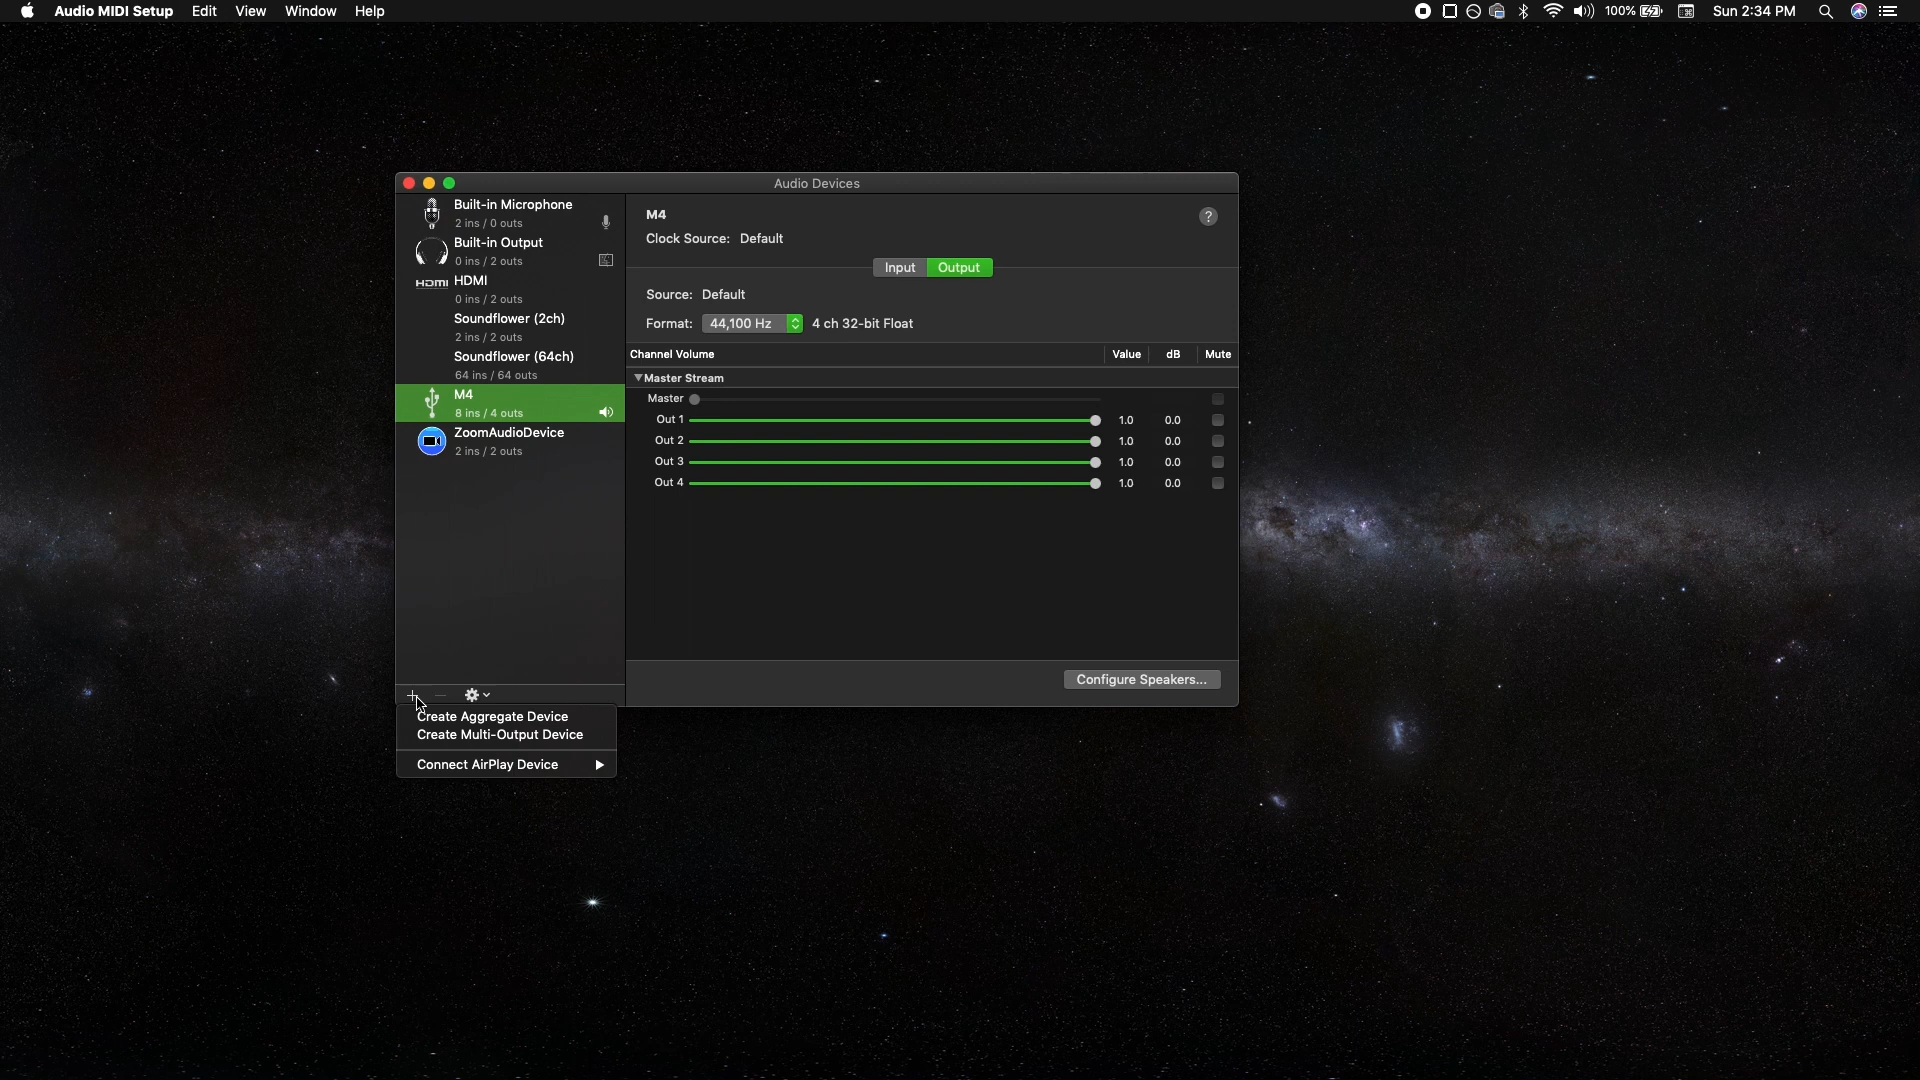 Audio MIDI Setup Edit View Window Help 100% Sun 2:34 PM
Audio Devices
Built-in Microphone
2 ins / 0 outs
Built-in Output
0 ins / 2 outs
HDMI HDMI
0 ins / 2 outs
Soundflower (2ch)
2 ins / 2 outs
Soundflower (64ch)
64 ins / 64 outs
M4
8 ins / 4 outs
ZoomAudioDevice
2 ins / 2 outs
M4 ?
Clock Source: Default
Input Output
Source: Default
Format: 44,100 Hz 4 ch 32-bit Float
Channel Volume Value dB Mute
Master Stream
Master
Out 1 1.0 0.0
Out 2 1.0 0.0
Out 3 1.0 0.0
Out 4 1.0 0.0
Configure Speakers...
Create Aggregate Device
Create Multi-Output Device
Connect AirPlay Device